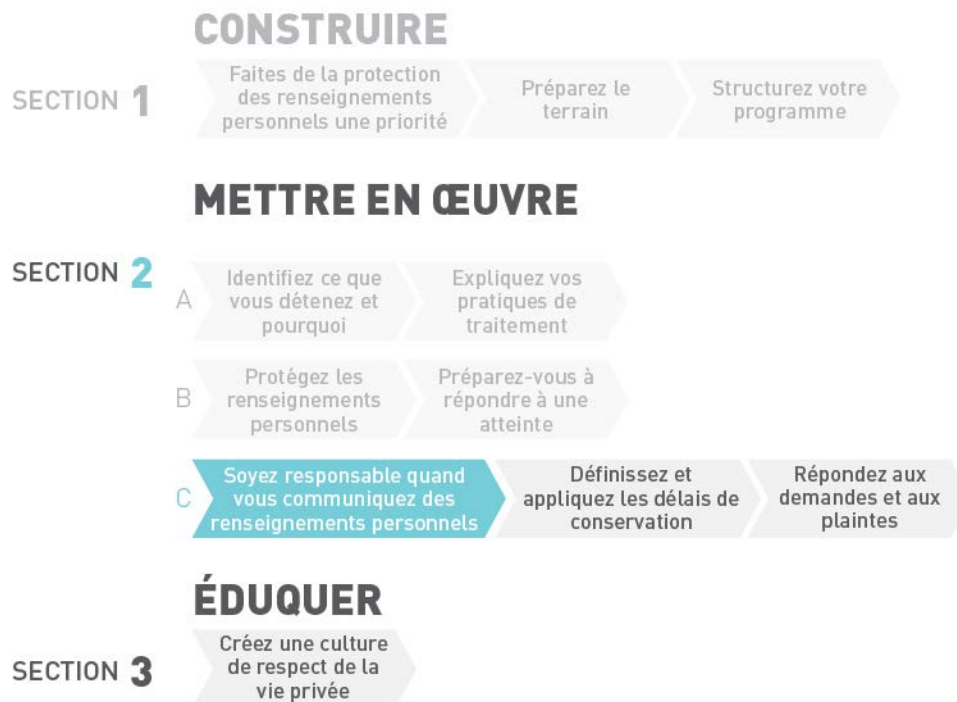 CONSTRUIRE
SECTION 1
Faites de la protection
des renseignements
personnels une priorité
Préparez le
terrain
Structurez votre
programme
METTRE EN ŒUVRE
SECTION 2
A
Identifiez ce que
vous détenez et
pourquoi
Expliquez vos
pratiques de
traitement
B
Protégez les
renseignements
personnels
Préparez-vous à
répondre à une
atteinte
C
Soyez responsable quand
vous communiquez des
renseignements personnels
Définissez et
appliquez les délais de
conservation
Répondez aux
demandes et aux
plaintes
ÉDUQUER
SECTION 3
Créez une culture
de respect de la
vie privée